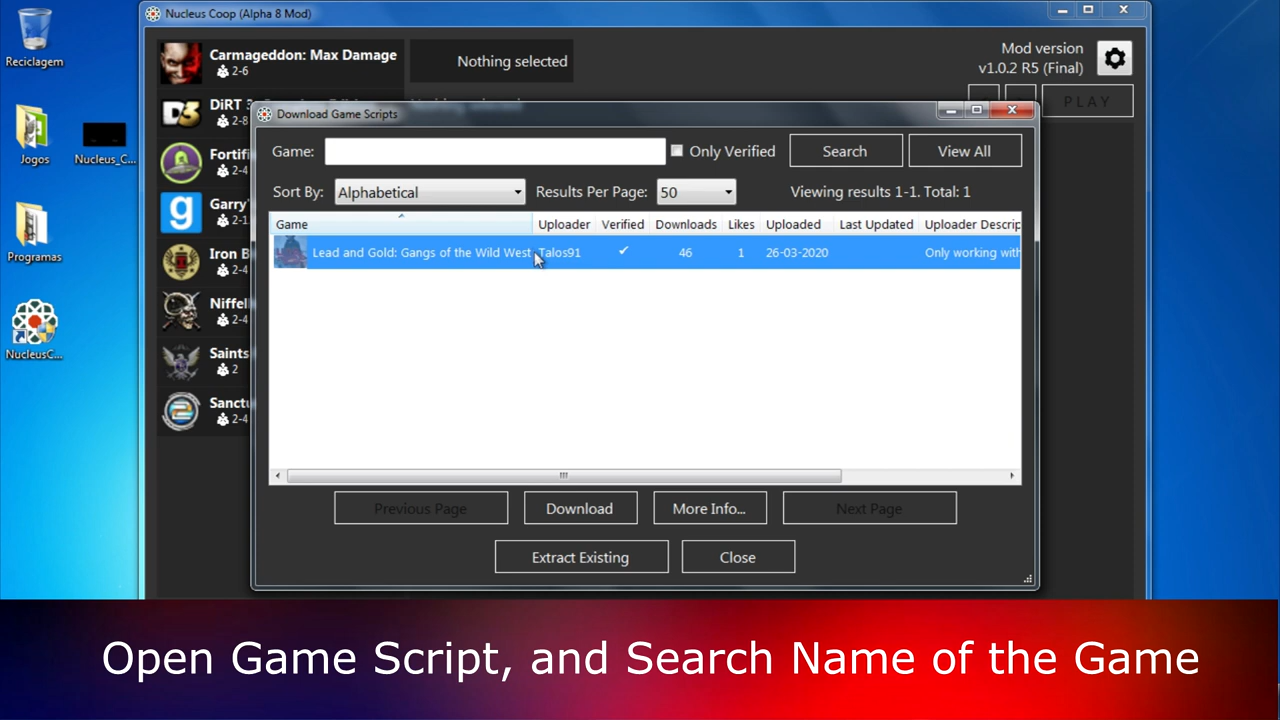 Reciclagem
Jogos
Nucleus_C...
Programas
NucleusC...
Nucleus Coop (Alpha 8 Mod)
Carmageddon: Max Damage
2-6
DiRT 3
2-8
Fortifi
2-4
Garry'
2-1
Iron B
2-4
Niffel
2-4
Saints
2
Sanctu
2-4
Nothing selected
Mod version
v1.0.2 R5 (Final)
PLAY
Download Game Scripts
Game:
Only Verified
Search
View All
Sort By:
Alphabetical
Results Per Page:
50
Viewing results 1-1. Total: 1
Game Uploader Verified Downloads Likes Uploaded Last Updated Uploader Descrip
Lead and Gold: Gangs of the Wild West Talos91 ✓ 46 1 26-03-2020 Only working with
Previous Page
Download
More Info...
Next Page
Extract Existing
Close
Open Game Script, and Search Name of the Game